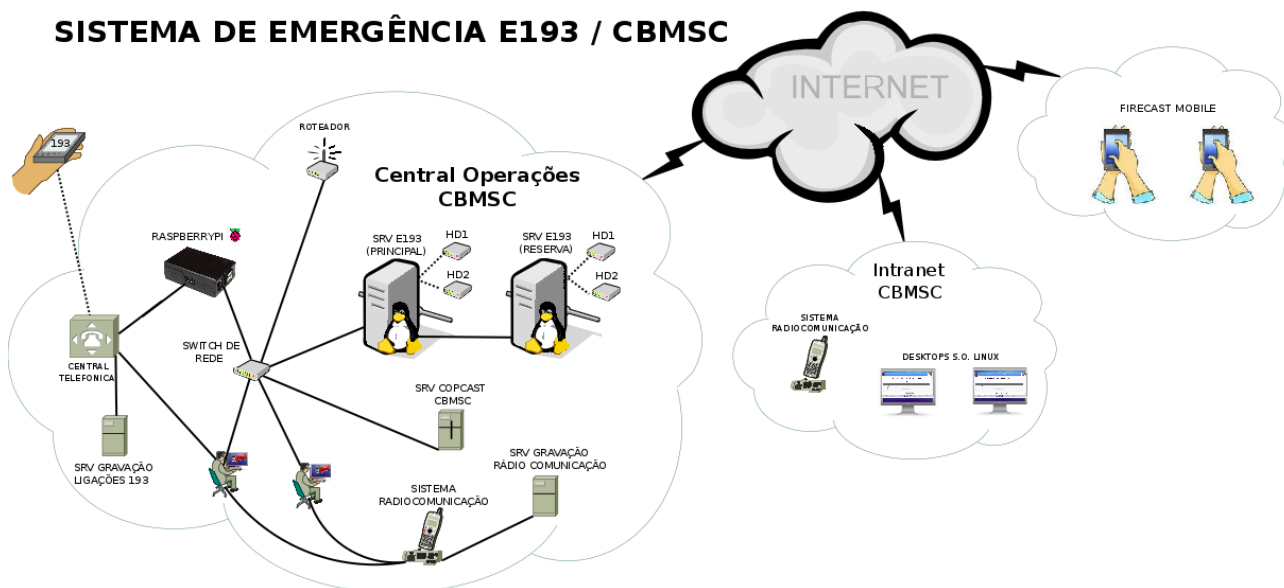 SISTEMA DE EMERGÊNCIA E193 / CBMSC
INTERNET
FIRECAST MOBILE
193
ROTEADOR
Central Operações
CBMSC
RASPBERRYPI
SRV E193
(PRINCIPAL)
HD1
HD2
SRV E193
(RESERVA)
HD1
HD2
Intranet
CBMSC
SISTEMA
RADIOCOMUNICAÇÃO
DESKTOPS S.O. LINUX
CENTRAL
TELEFONICA
SWITCH DE
REDE
SRV COPCAST
CBMSC
SRV GRAVAÇÃO
LIGAÇÕES 193
SRV GRAVAÇÃO
RÁDIO COMUNICAÇÃO
SISTEMA
RADIOCOMUNICAÇÃO